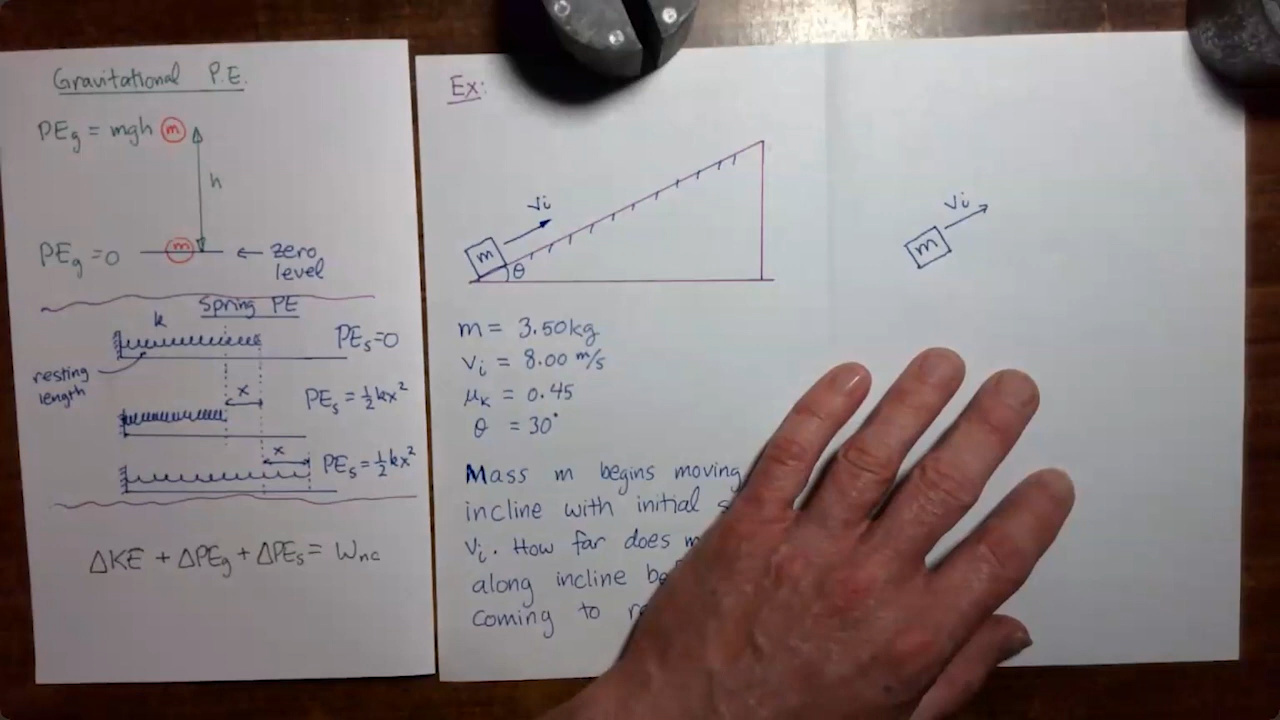 Gravitational P.E.
PEg = mgh m
h
PEg = 0 m ← zero
level
Spring PE
k
PEs=0
resting
length
x
PEs = ½kx²
x
PEs = ½kx²
ΔKE + ΔPEg + ΔPEs = Wnc
Ex:
Vi
m
θ
m = 3.50kg
Vi = 8.00 m/s
μk = 0.45
θ = 30°
Mass m begins moving
incline with initial
Vi. How far does m
along incline
coming to
Vi
m